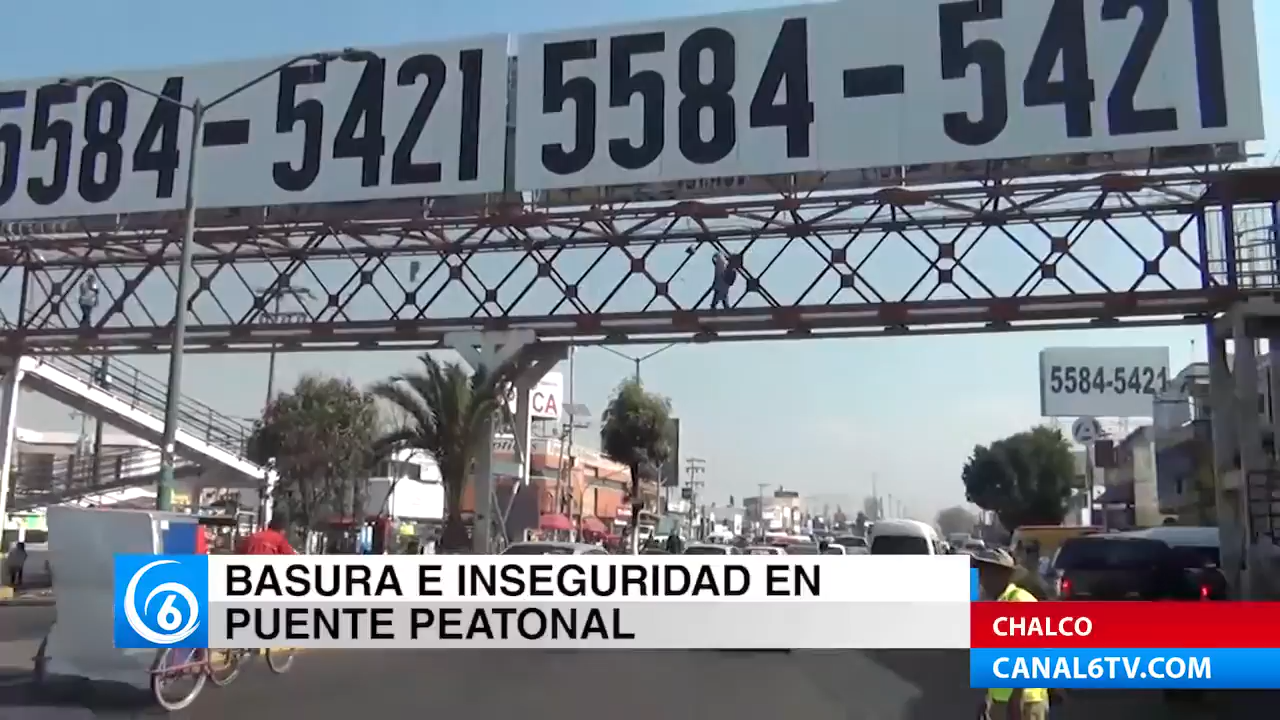 5584-5421
5584-5421
5584-5421
CA
6
BASURA E INSEGURIDAD EN
PUENTE PEATONAL
CHALCO
CANAL6TV.COM